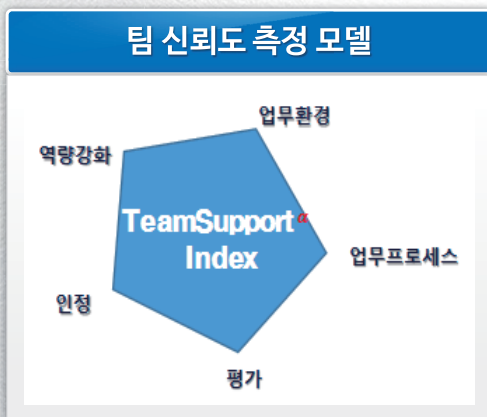 팀 신뢰도 측정 모델
업무환경
역량강화
TeamSupport α
Index
업무프로세스
인정
평가